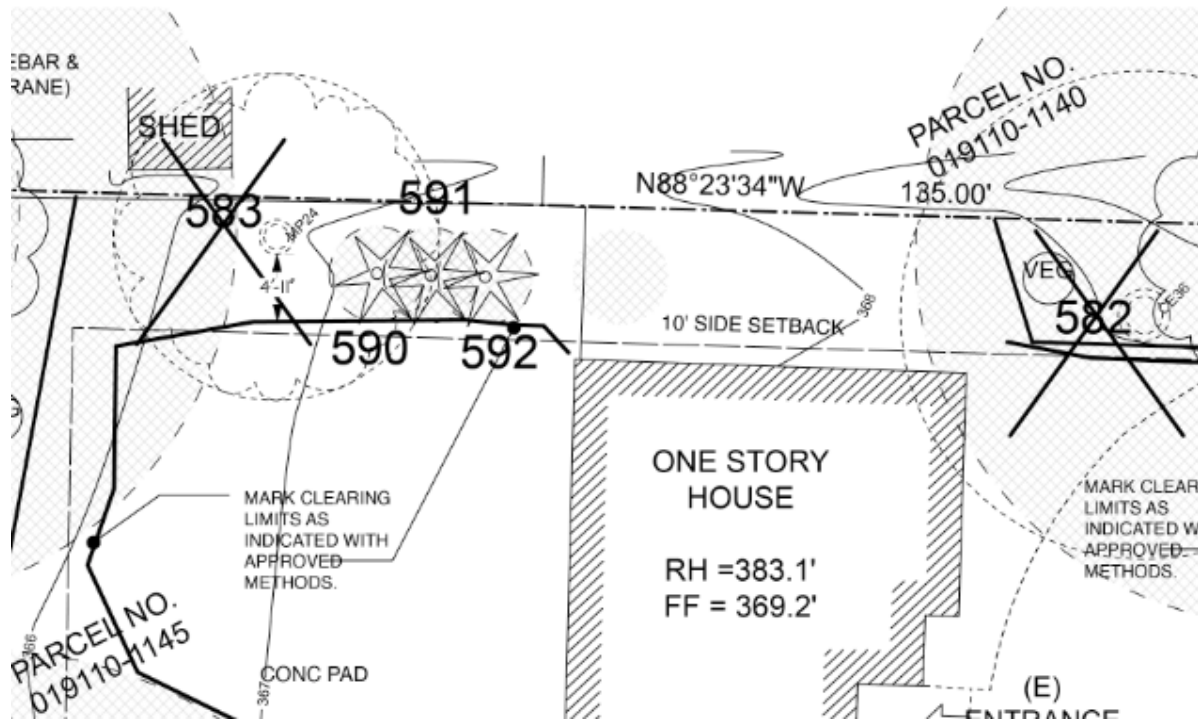 EBAR &
RANE)
SHED
583
MP24
4'-11"
591
590
592
N88°23'34"W
135.00'
PARCEL NO.
019110-1140
VEG
582
CE36
368
10' SIDE SETBACK
ONE STORY
HOUSE
RH =383.1'
FF = 369.2'
MARK CLEARING
LIMITS AS
INDICATED WITH
APPROVED
METHODS.
MARK CLEAR
LIMITS AS
INDICATED W
APPROVED
METHODS.
PARCEL NO.
019110-1145
366
367
CONC PAD
(E)
ENTRANCE